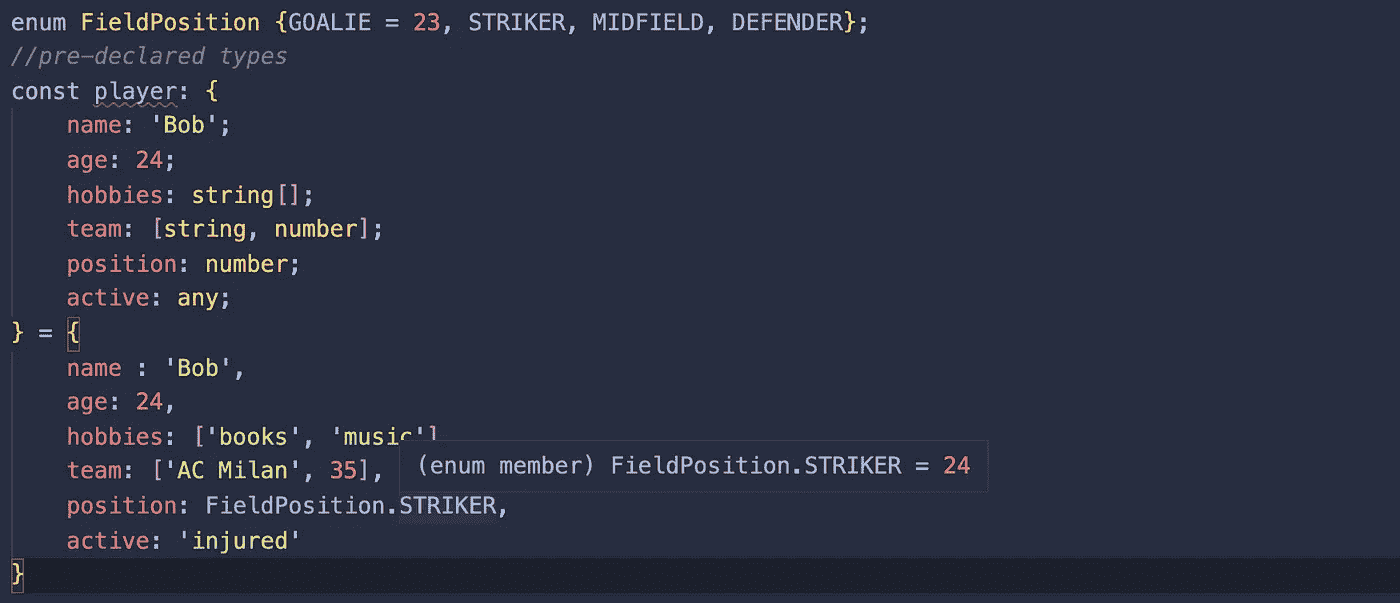 enum FieldPosition {GOALIE = 23, STRIKER, MIDFIELD, DEFENDER};
//pre-declared types
const player: {
    name: 'Bob';
    age: 24;
    hobbies: string[];
    team: [string, number];
    position: number;
    active: any;
} = {
    name : 'Bob',
    age: 24,
    hobbies: ['books', 'music']
    team: ['AC Milan', 35],
(enum member) FieldPosition.STRIKER = 24
    position: FieldPosition.STRIKER,
    active: 'injured'
}